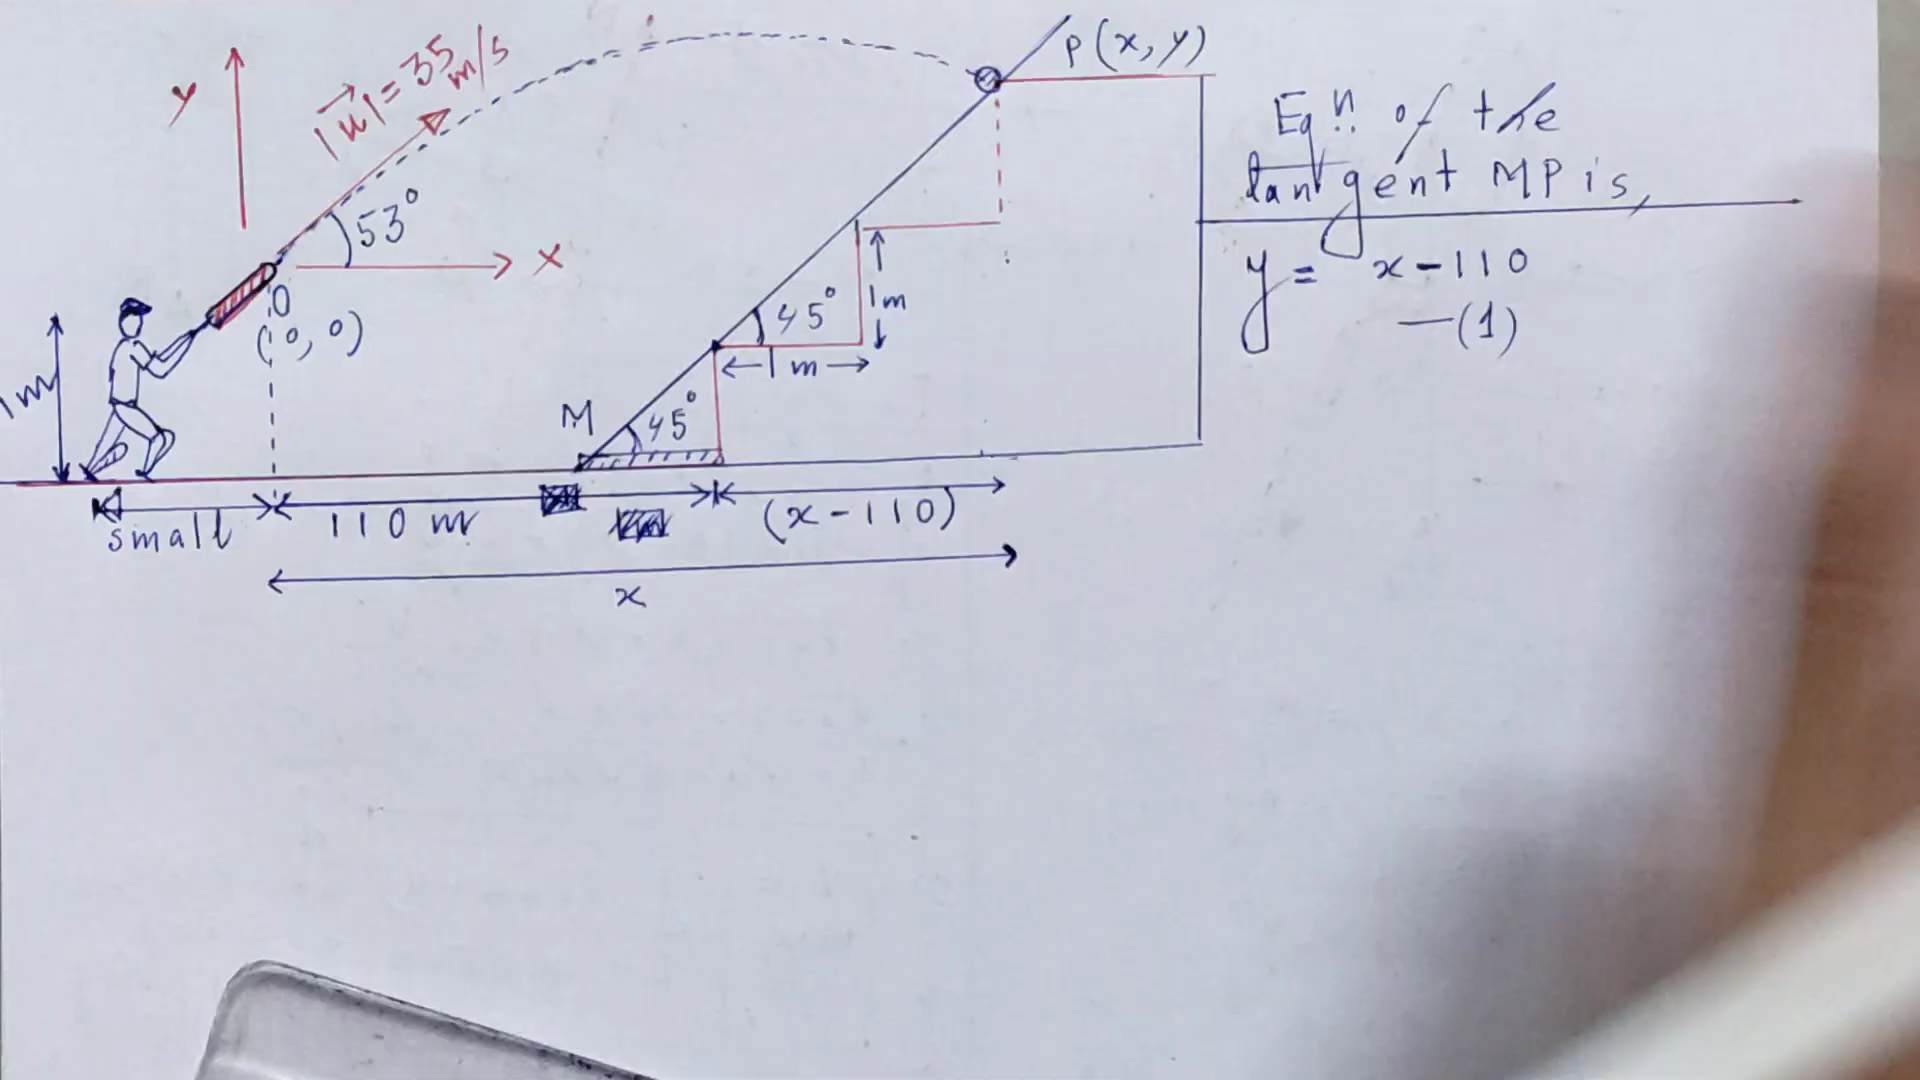 y
|u|=35 m/s
53°
x
O
(0,0)
1m
P(x,y)
45°
1m
1 m
M
45°
small
110 m
(x-110)
x
Eqn. of the
tangent MP is,
y = x-110
—(1)